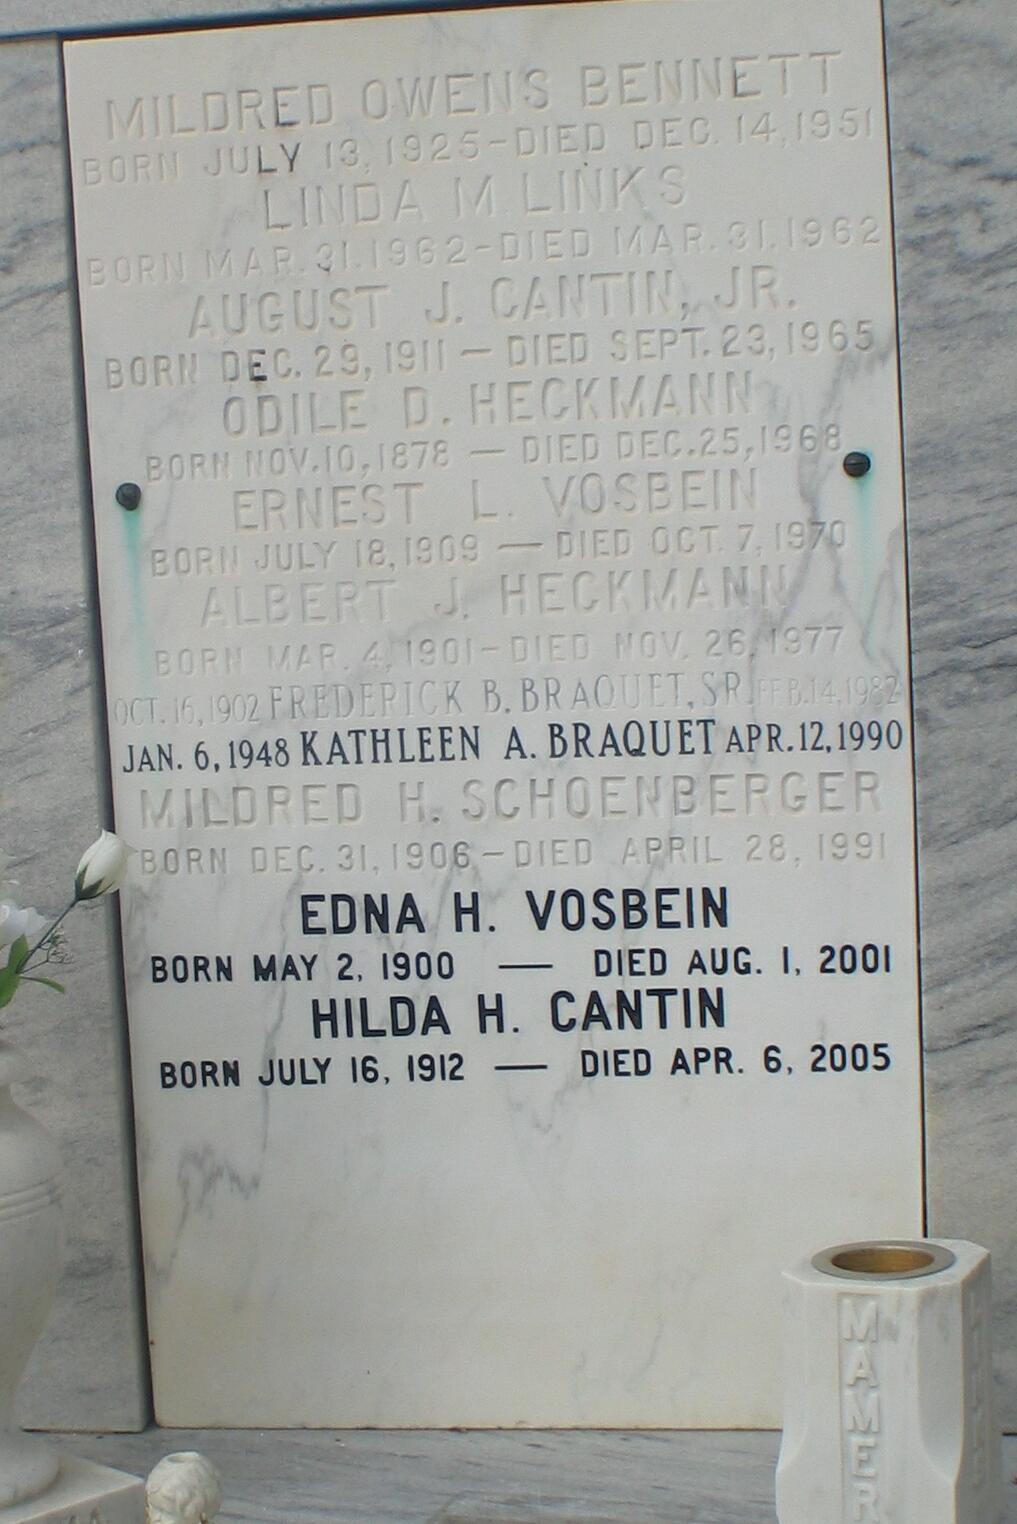 MILDRED OWENS BENNETT
BORN JULY 13, 1925-DIED DEC. 14, 1951
LINDA M. LINKS
BORN MAR. 31. 1962-DIED MAR. 31. 1962
AUGUST J. CANTIN, JR.
BORN DEC. 29, 1911 — DIED SEPT. 23, 1965
ODILE D. HECKMANN
BORN NOV. 10, 1878 — DIED DEC. 25, 1968
ERNEST L. VOSBEIN
BORN JULY 18, 1909 — DIED OCT. 7, 1970
ALBERT J. HECKMANN
BORN MAR. 4, 1901-DIED NOV. 26, 1977
OCT. 16, 1902 FREDERICK B. BRAQUET, SR. FEB. 14, 1982
JAN. 6, 1948 KATHLEEN A. BRAQUET APR. 12, 1990
MILDRED H. SCHOENBERGER
BORN DEC. 31, 1906-DIED APRIL 28, 1991
EDNA H. VOSBEIN
BORN MAY 2, 1900 — DIED AUG. 1, 2001
HILDA H. CANTIN
BORN JULY 16, 1912 — DIED APR. 6, 2005
MAMER